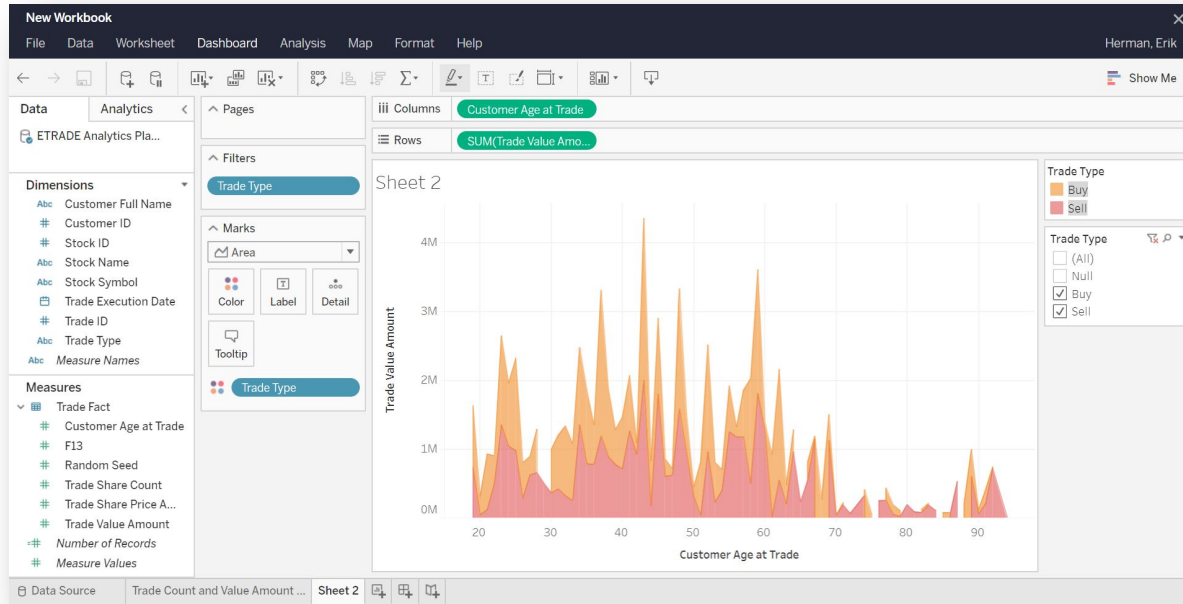 New Workbook
File Data Worksheet Dashboard Analysis Map Format Help Herman, Erik
Show Me
Data Analytics
ETRADE Analytics Pla...
Dimensions
Abc Customer Full Name
# Customer ID
# Stock ID
Abc Stock Name
Abc Stock Symbol
Trade Execution Date
# Trade ID
Abc Trade Type
Abc Measure Names
Measures
Trade Fact
# Customer Age at Trade
# F13
# Random Seed
# Trade Share Count
# Trade Share Price A...
# Trade Value Amount
=# Number of Records
# Measure Values
Pages
Filters
Trade Type
Marks
Area
Color Label Detail
Tooltip
Trade Type
iii Columns Customer Age at Trade
Rows SUM(Trade Value Amo...
Sheet 2
Trade Value Amount
4M
3M
2M
1M
0M
20 30 40 50 60 70 80 90
Customer Age at Trade
Trade Type
Buy
Sell
Trade Type
(All)
Null
Buy
Sell
Data Source Trade Count and Value Amount ... Sheet 2